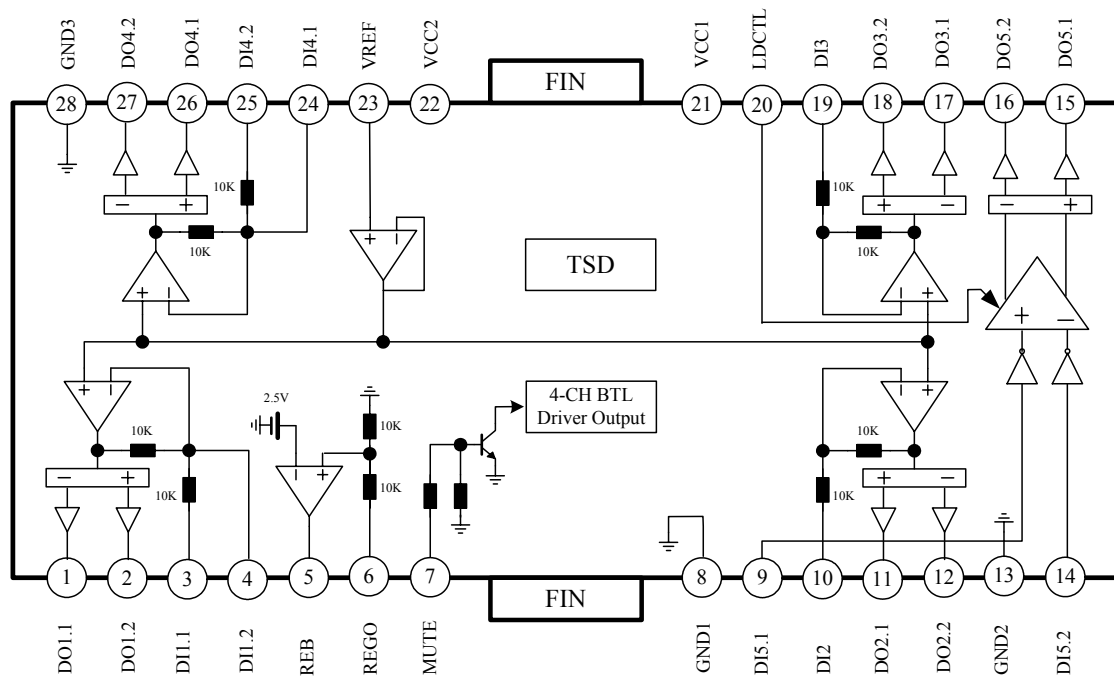 GND3
DO4.2
DO4.1
DI4.2
DI4.1
VREF
VCC2
VCC1
LDCTL
DI3
DO3.2
DO3.1
DO5.2
DO5.1
FIN
28
27
26
25
24
23
22
21
20
19
18
17
16
15
10K
10K
− +
+ −
TSD
10K
10K
+ −
− +
+ −
− +
+ −
+ −
− +
2.5V
10K
10K
− +
10K
10K
− +
4-CH BTL
Driver Output
− +
10K
10K
+ −
1
2
3
4
5
6
7
8
9
10
11
12
13
14
FIN
DO1.1
DO1.2
DI1.1
DI1.2
REB
REGO
MUTE
GND1
DI5.1
DI2
DO2.1
DO2.2
GND2
DI5.2